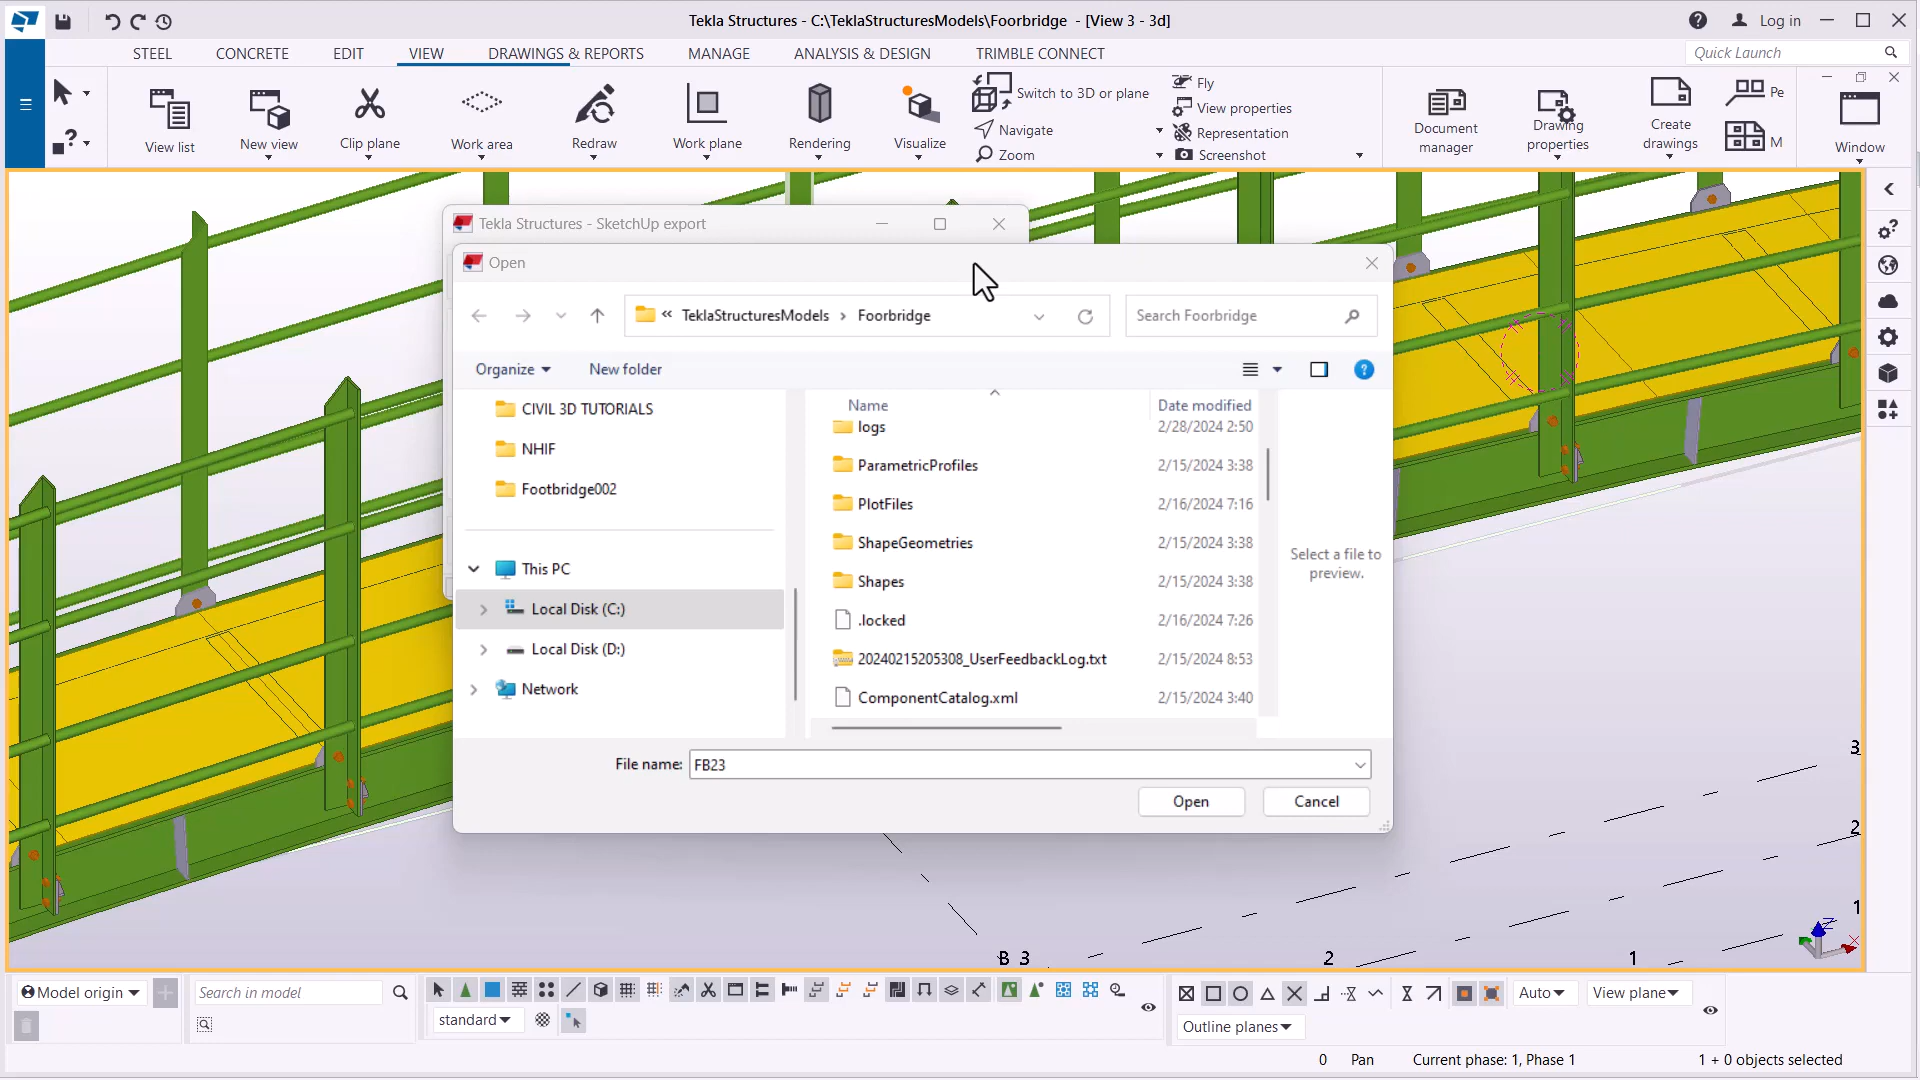 Tekla Structures - C:\TeklaStructuresModels\Foorbridge - [View 3 - 3d]
Log in
STEEL CONCRETE EDIT VIEW DRAWINGS & REPORTS MANAGE ANALYSIS & DESIGN TRIMBLE CONNECT
Quick Launch
View list
New view
Clip plane
Work area
Redraw
Work plane
Rendering
Visualize
Switch to 3D or plane
Navigate
Zoom
Fly
View properties
Representation
Screenshot
Document
manager
Drawing
properties
Create
drawings
Pe
M
Window
Tekla Structures - SketchUp export
Open
« TeklaStructuresModels › Foorbridge
Search Foorbridge
Organize
New folder
CIVIL 3D TUTORIALS
NHIF
Footbridge002
This PC
Local Disk (C:)
Local Disk (D:)
Network
Name Date modified
logs 2/28/2024 2:50
ParametricProfiles 2/15/2024 3:38
PlotFiles 2/16/2024 7:16
ShapeGeometries 2/15/2024 3:38
Shapes 2/15/2024 3:38
.locked 2/16/2024 7:26
20240215205308_UserFeedbackLog.txt 2/15/2024 8:53
ComponentCatalog.xml 2/15/2024 3:40
Select a file to
preview.
File name: FB23
Open Cancel
3
2
1
B 3 2 1
Z
X
Model origin
Search in model
standard
Auto
View plane
Outline planes
0 Pan Current phase: 1, Phase 1 1 + 0 objects selected